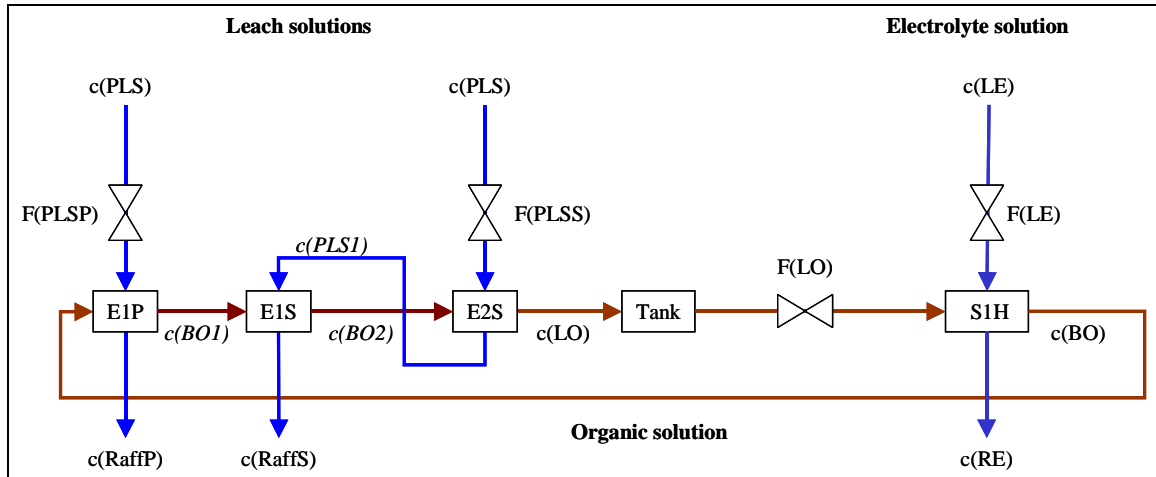 Leach solutions
Electrolyte solution
c(PLS)
c(PLS)
c(LE)
F(PLSP)
F(PLSS)
F(LE)
c(PLS1)
F(LO)
E1P
E1S
E2S
Tank
S1H
c(BO1)
c(BO2)
c(LO)
c(BO)
Organic solution
c(RaffP)
c(RaffS)
c(RE)